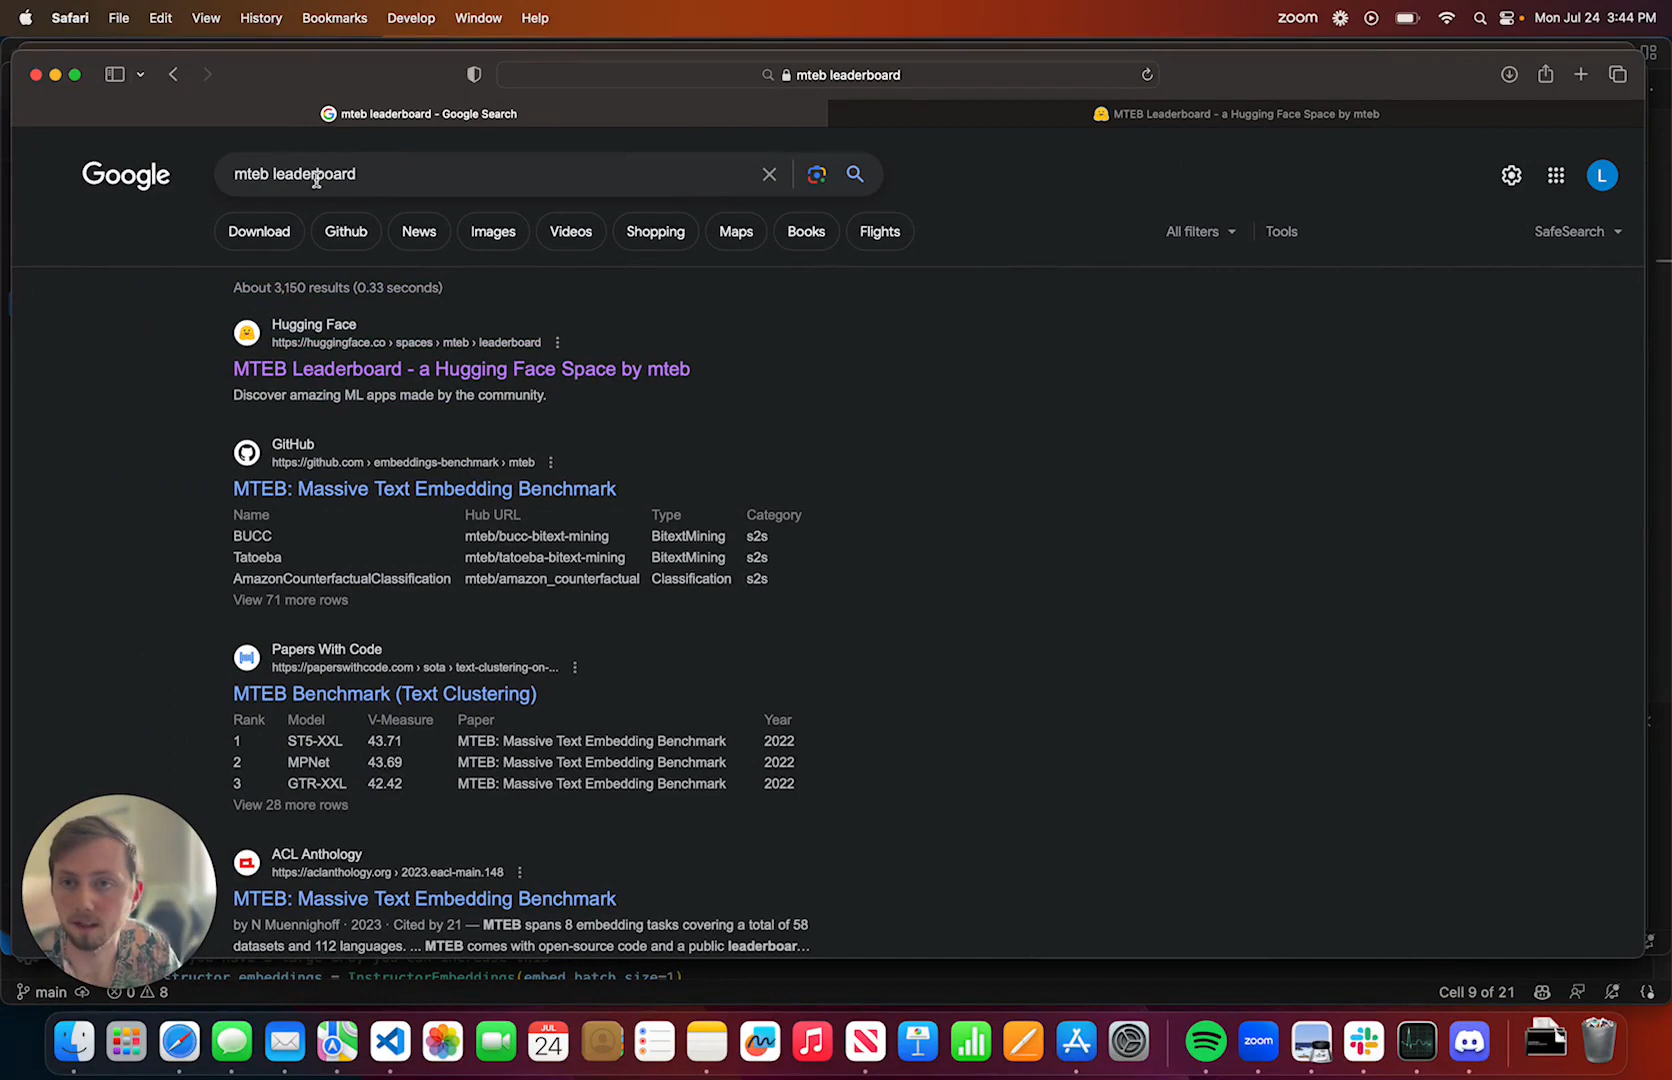 Safari File Edit View History Bookmarks Develop Window Help zoom Mon Jul 24 3:44 PM
mteb leaderboard
mteb leaderboard - Google Search MTEB Leaderboard - a Hugging Face Space by mteb
Google mteb leaderboard L
Download Github News Images Videos Shopping Maps Books Flights All filters Tools SafeSearch
About 3,150 results (0.33 seconds)
Hugging Face
https://huggingface.co › spaces › mteb › leaderboard
MTEB Leaderboard - a Hugging Face Space by mteb
Discover amazing ML apps made by the community.
GitHub
https://github.com › embeddings-benchmark › mteb
MTEB: Massive Text Embedding Benchmark
Name Hub URL Type Category
BUCC mteb/bucc-bitext-mining BitextMining s2s
Tatoeba mteb/tatoeba-bitext-mining BitextMining s2s
AmazonCounterfactualClassification mteb/amazon_counterfactual Classification s2s
View 71 more rows
Papers With Code
https://paperswithcode.com › sota › text-clustering-on-...
MTEB Benchmark (Text Clustering)
Rank Model V-Measure Paper Year
1 ST5-XXL 43.71 MTEB: Massive Text Embedding Benchmark 2022
2 MPNet 43.69 MTEB: Massive Text Embedding Benchmark 2022
3 GTR-XXL 42.42 MTEB: Massive Text Embedding Benchmark 2022
View 28 more rows
ACL Anthology
https://aclanthology.org › 2023.eacl-main.148
MTEB: Massive Text Embedding Benchmark
by N Muennighoff · 2023 · Cited by 21 — MTEB spans 8 embedding tasks covering a total of 58
datasets and 112 languages. ... MTEB comes with open-source code and a public leaderboar...
structor_embeddings = InstructorEmbeddings(embed_batch_size=1)
main 0 8 Cell 9 of 21
JUL
24 zoom